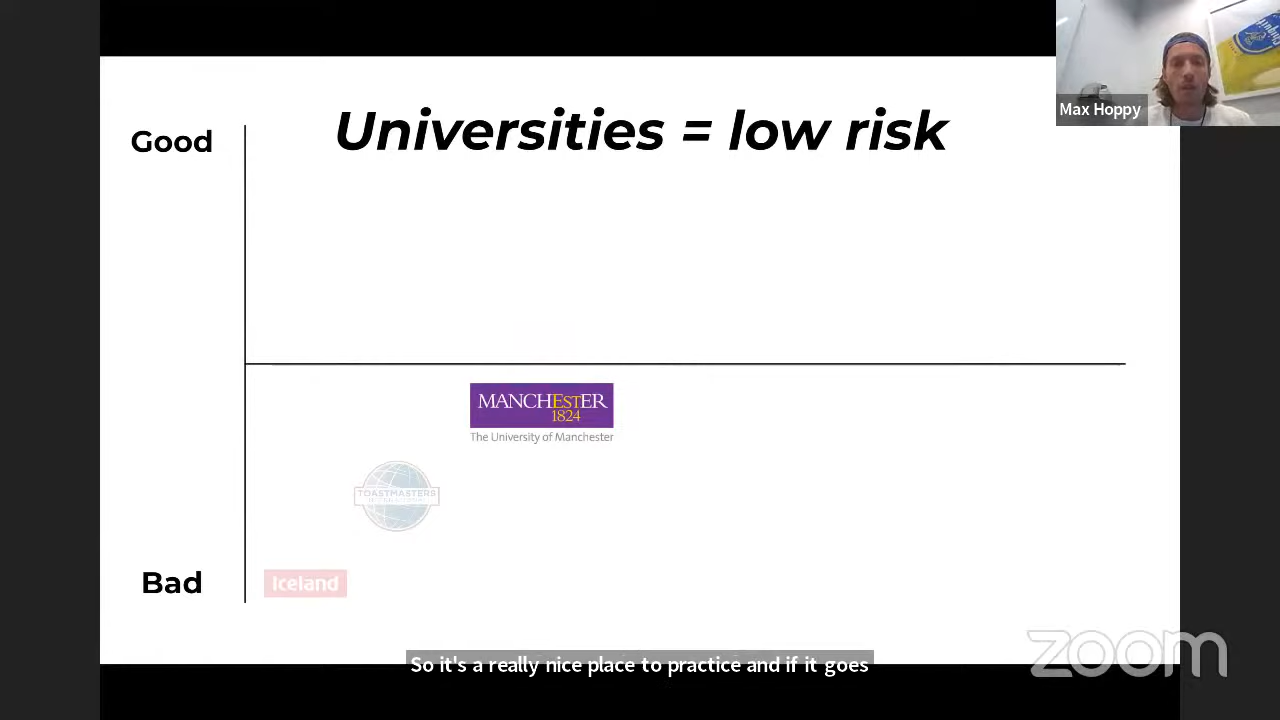 Universities = low risk
Good
Max Hoppy
MANCHESTER
1824
The University of Manchester
TOASTMASTERS
INTERNATIONAL
Bad
Iceland
So it's a really nice place to practice and if it goes
zoom